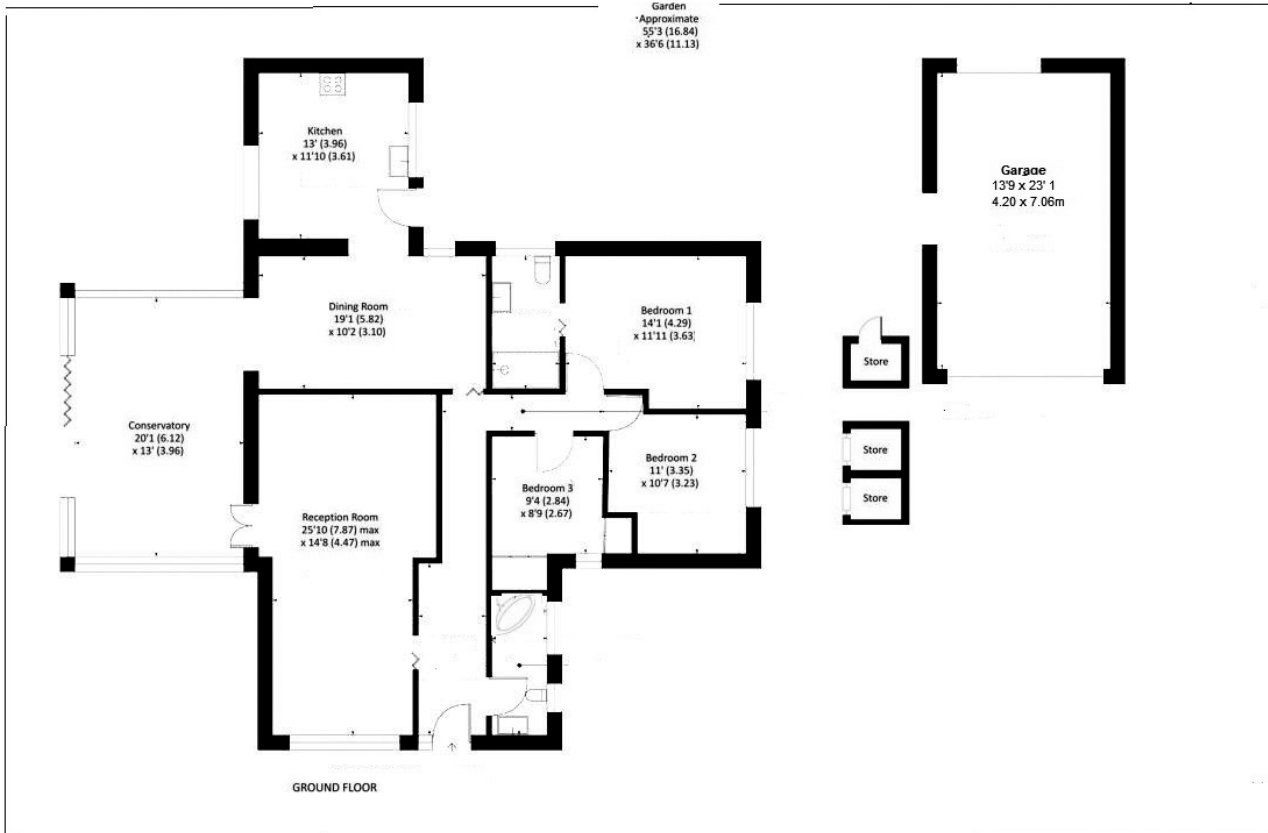 Garden
Approximate
55'3 (16.84)
x 36'6 (11.13)
Kitchen
13' (3.96)
x 11'10 (3.61)
Garage
13'9 x 23' 1
4.20 x 7.06m
Dining Room
19'1 (5.82)
x 10'2 (3.10)
Bedroom 1
14'1 (4.29)
x 11'11 (3.63)
Store
Conservatory
20'1 (6.12)
x 13' (3.96)
Bedroom 2
11' (3.35)
x 10'7 (3.23)
Store
Bedroom 3
9'4 (2.84)
x 8'9 (2.67)
Store
Reception Room
25'10 (7.87) max
x 14'8 (4.47) max
GROUND FLOOR